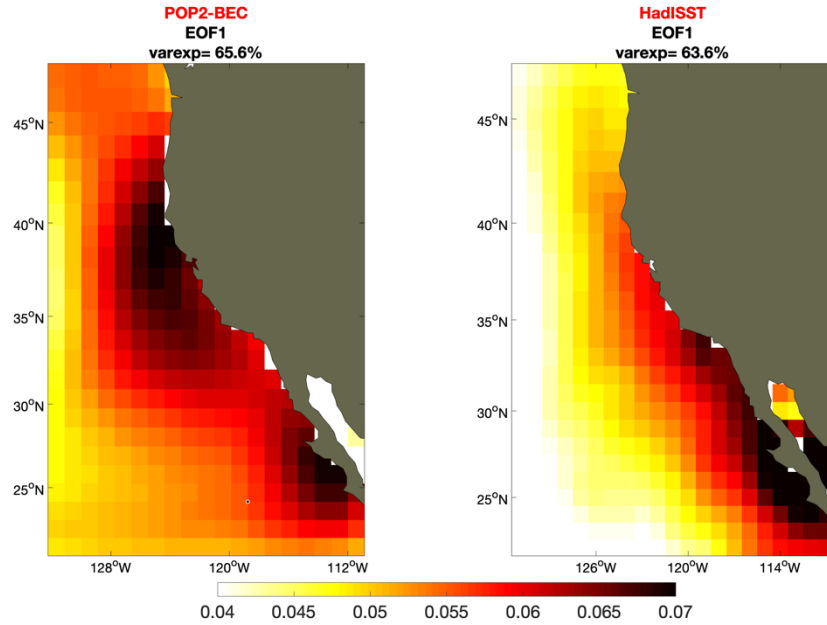 POP2-BEC
EOF1
varexp= 65.6%
45°N
40°N
35°N
30°N
25°N
128°W
120°W
112°W
HadISST
EOF1
varexp= 63.6%
45°N
40°N
35°N
30°N
25°N
126°W
120°W
114°W
0.04
0.045
0.05
0.055
0.06
0.065
0.07